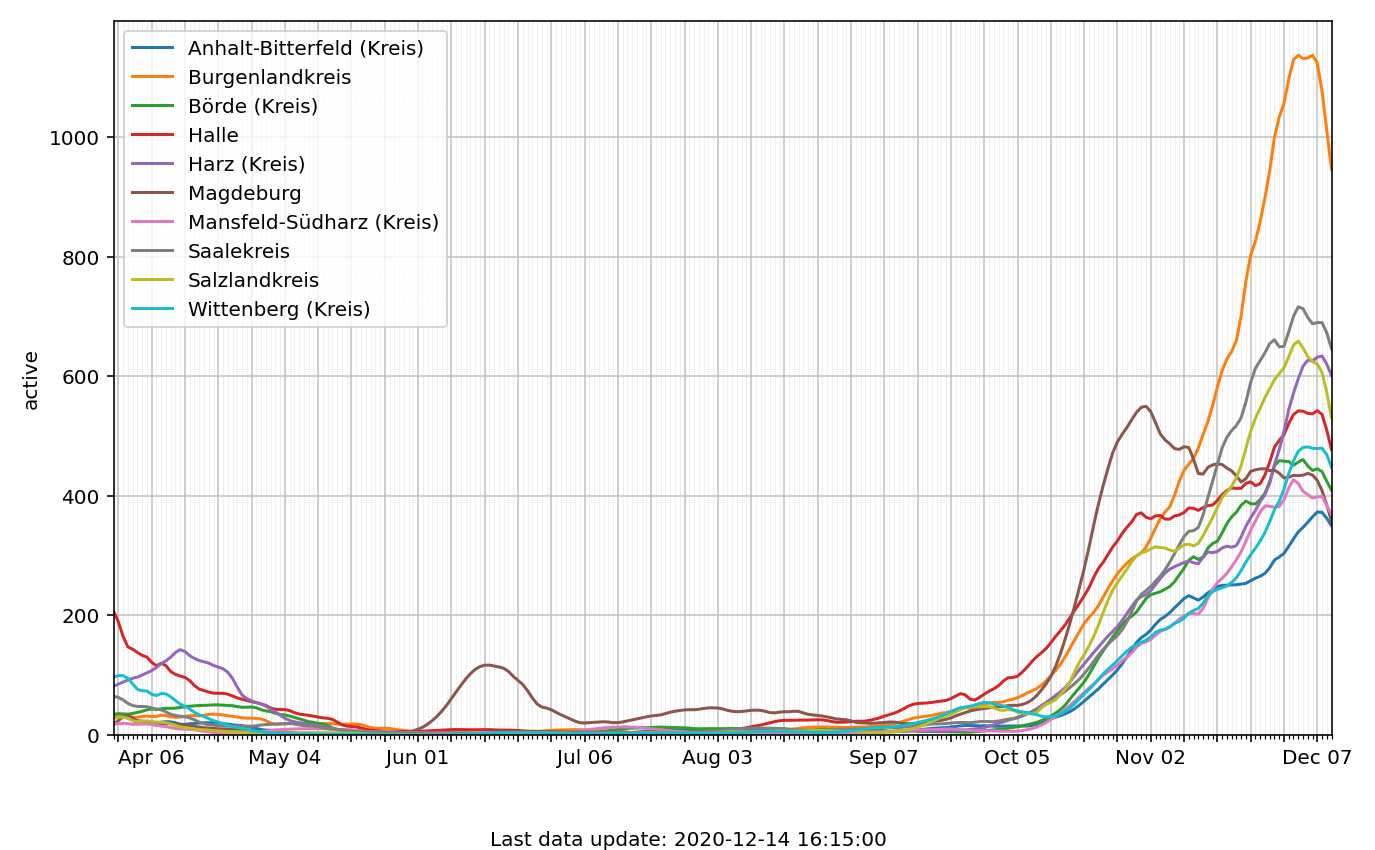 Anhalt-Bitterfeld (Kreis)
Burgenlandkreis
Börde (Kreis)
Halle
Harz (Kreis)
Magdeburg
Mansfeld-Südharz (Kreis)
Saalekreis
Salzlandkreis
Wittenberg (Kreis)
active
1000
800
600
400
200
0
Apr 06 May 04 Jun 01 Jul 06 Aug 03 Sep 07 Oct 05 Nov 02 Dec 07
Last data update: 2020-12-14 16:15:00